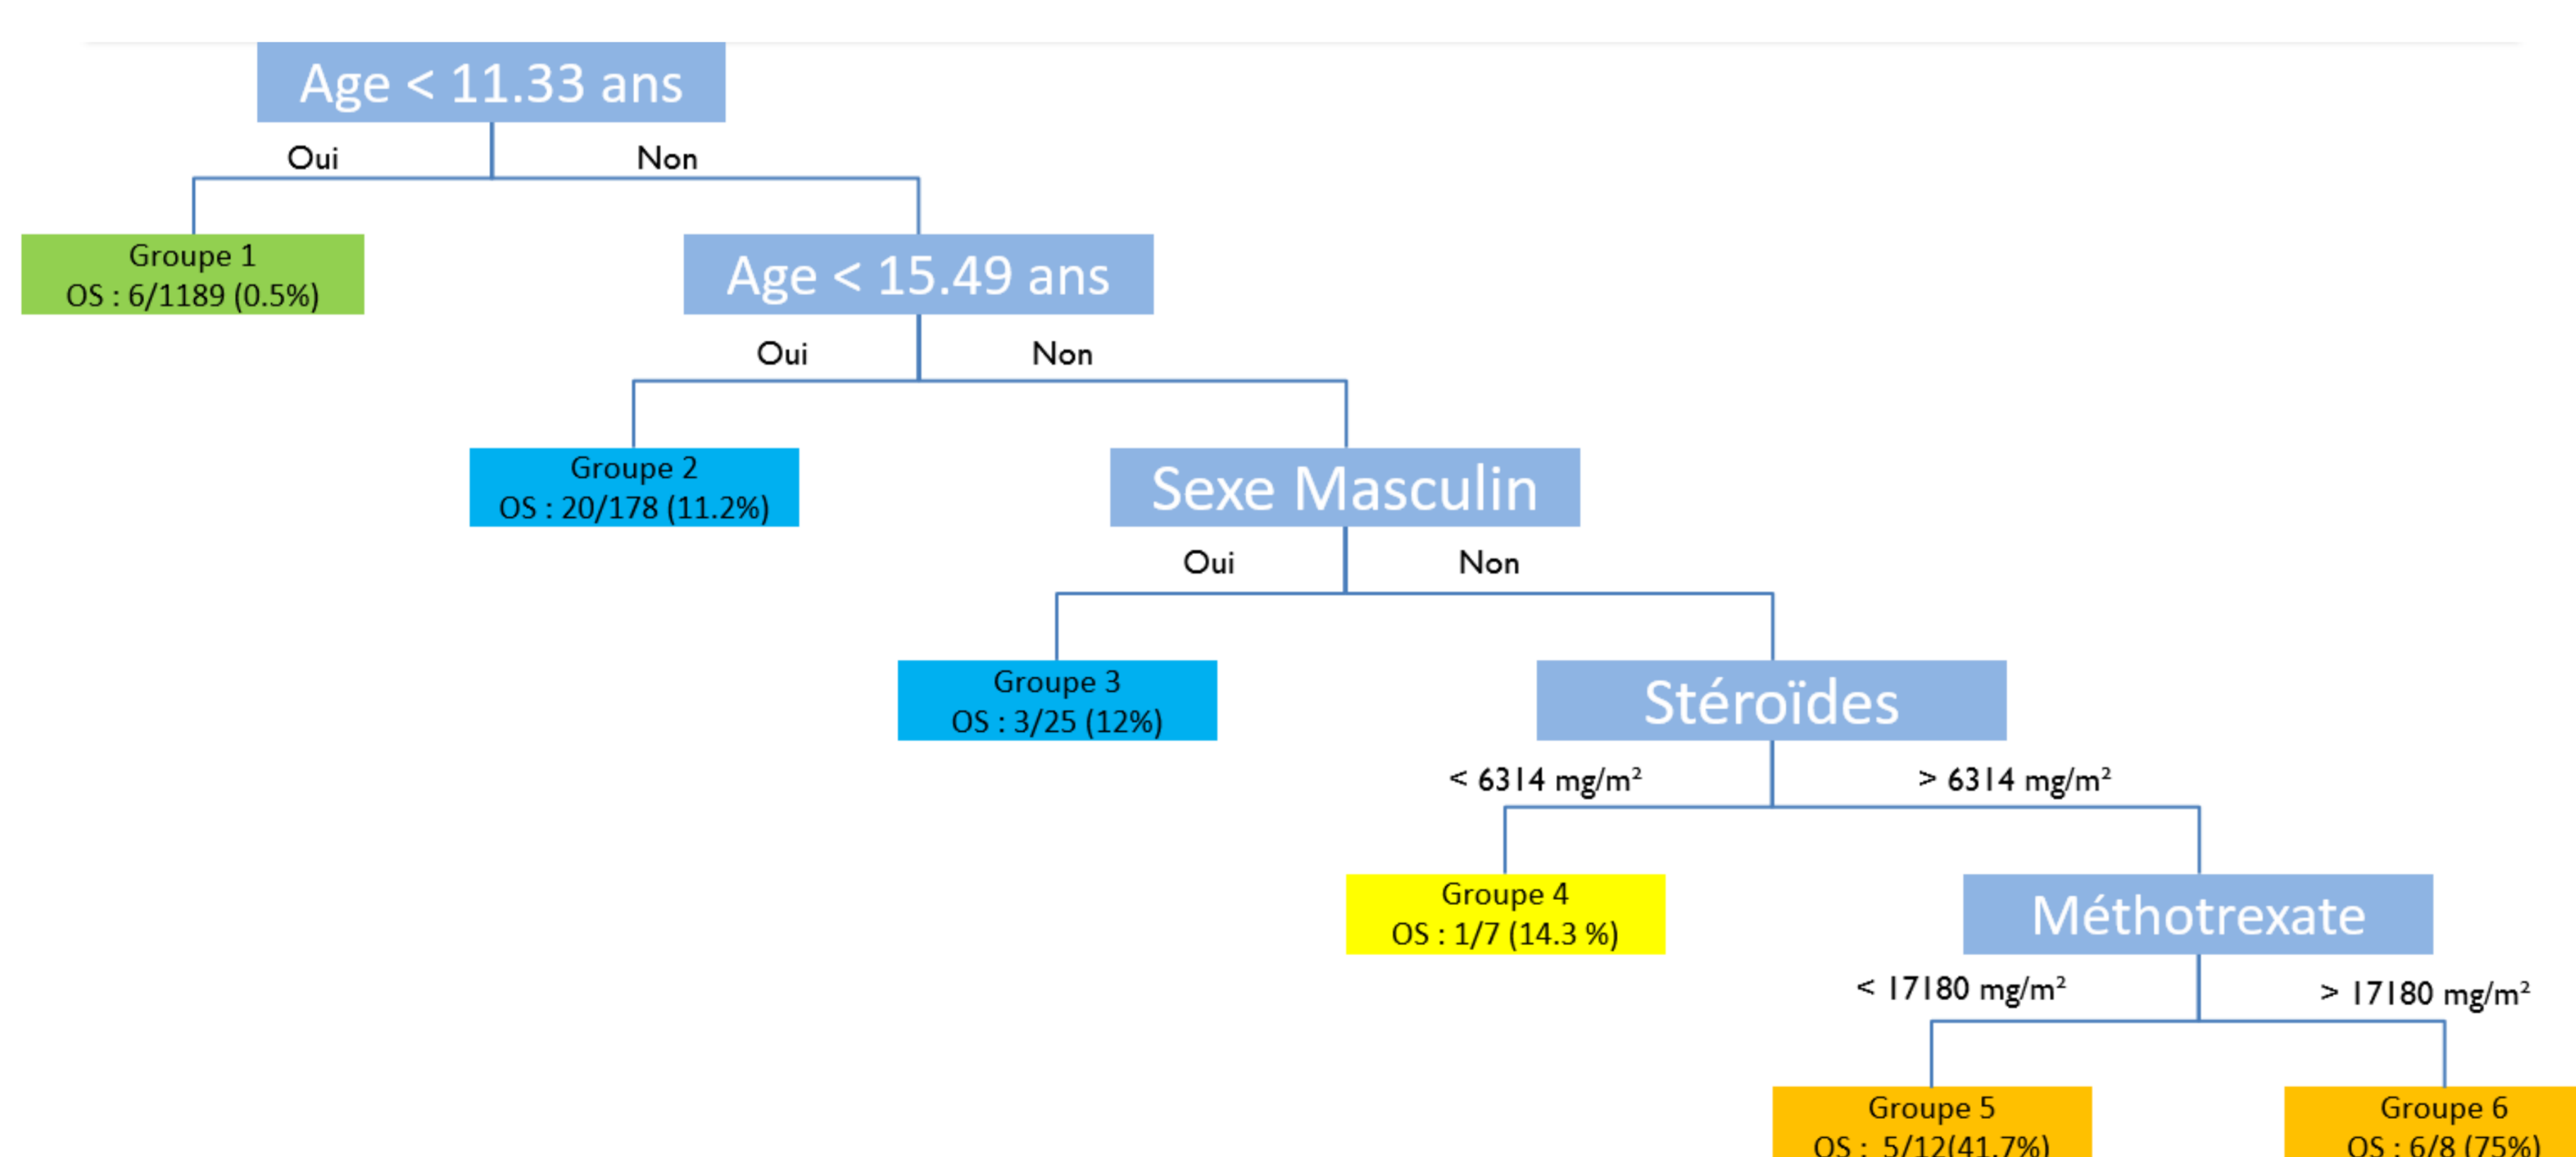 Age < 11.33 ans
Oui
Non
Groupe 1
OS : 6/1189 (0.5%)
Age < 15.49 ans
Oui
Non
Groupe 2
OS : 20/178 (11.2%)
Sexe Masculin
Oui
Non
Groupe 3
OS : 3/25 (12%)
Stéroïdes
< 6314 mg/m²
> 6314 mg/m²
Groupe 4
OS : 1/7 (14.3 %)
Méthotrexate
< 17180 mg/m²
> 17180 mg/m²
Groupe 5
OS : 5/12(41.7%)
Groupe 6
OS : 6/8 (75%)